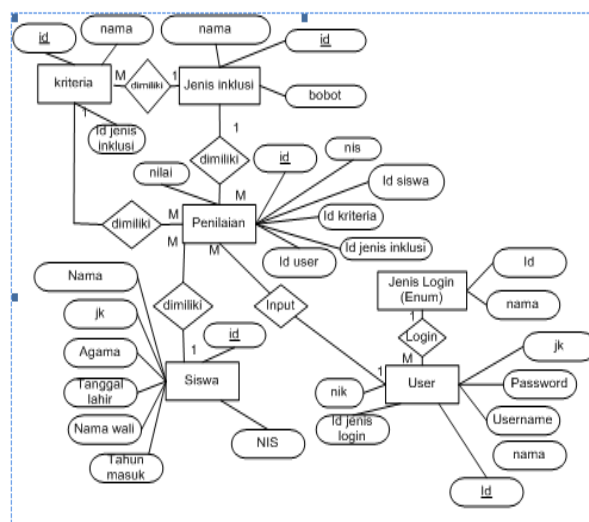 id
nama
nama
id
kriteria
M
dimiliki
1
Jenis inklusi
bobot
1
Id jenis
inklusi
1
dimiliki
id
nis
nilai
Id siswa
M
dimiliki
M
Penilaian
Id kriteria
M
M
Id jenis inklusi
Id user
Nama
Jenis Login
(Enum)
Id
nama
jk
dimiliki
Input
1
id
Login
jk
Agama
M
1
Siswa
1
User
Password
Tanggal
lahir
nik
Username
Nama wali
Id jenis
login
NIS
nama
Tahun
masuk
Id